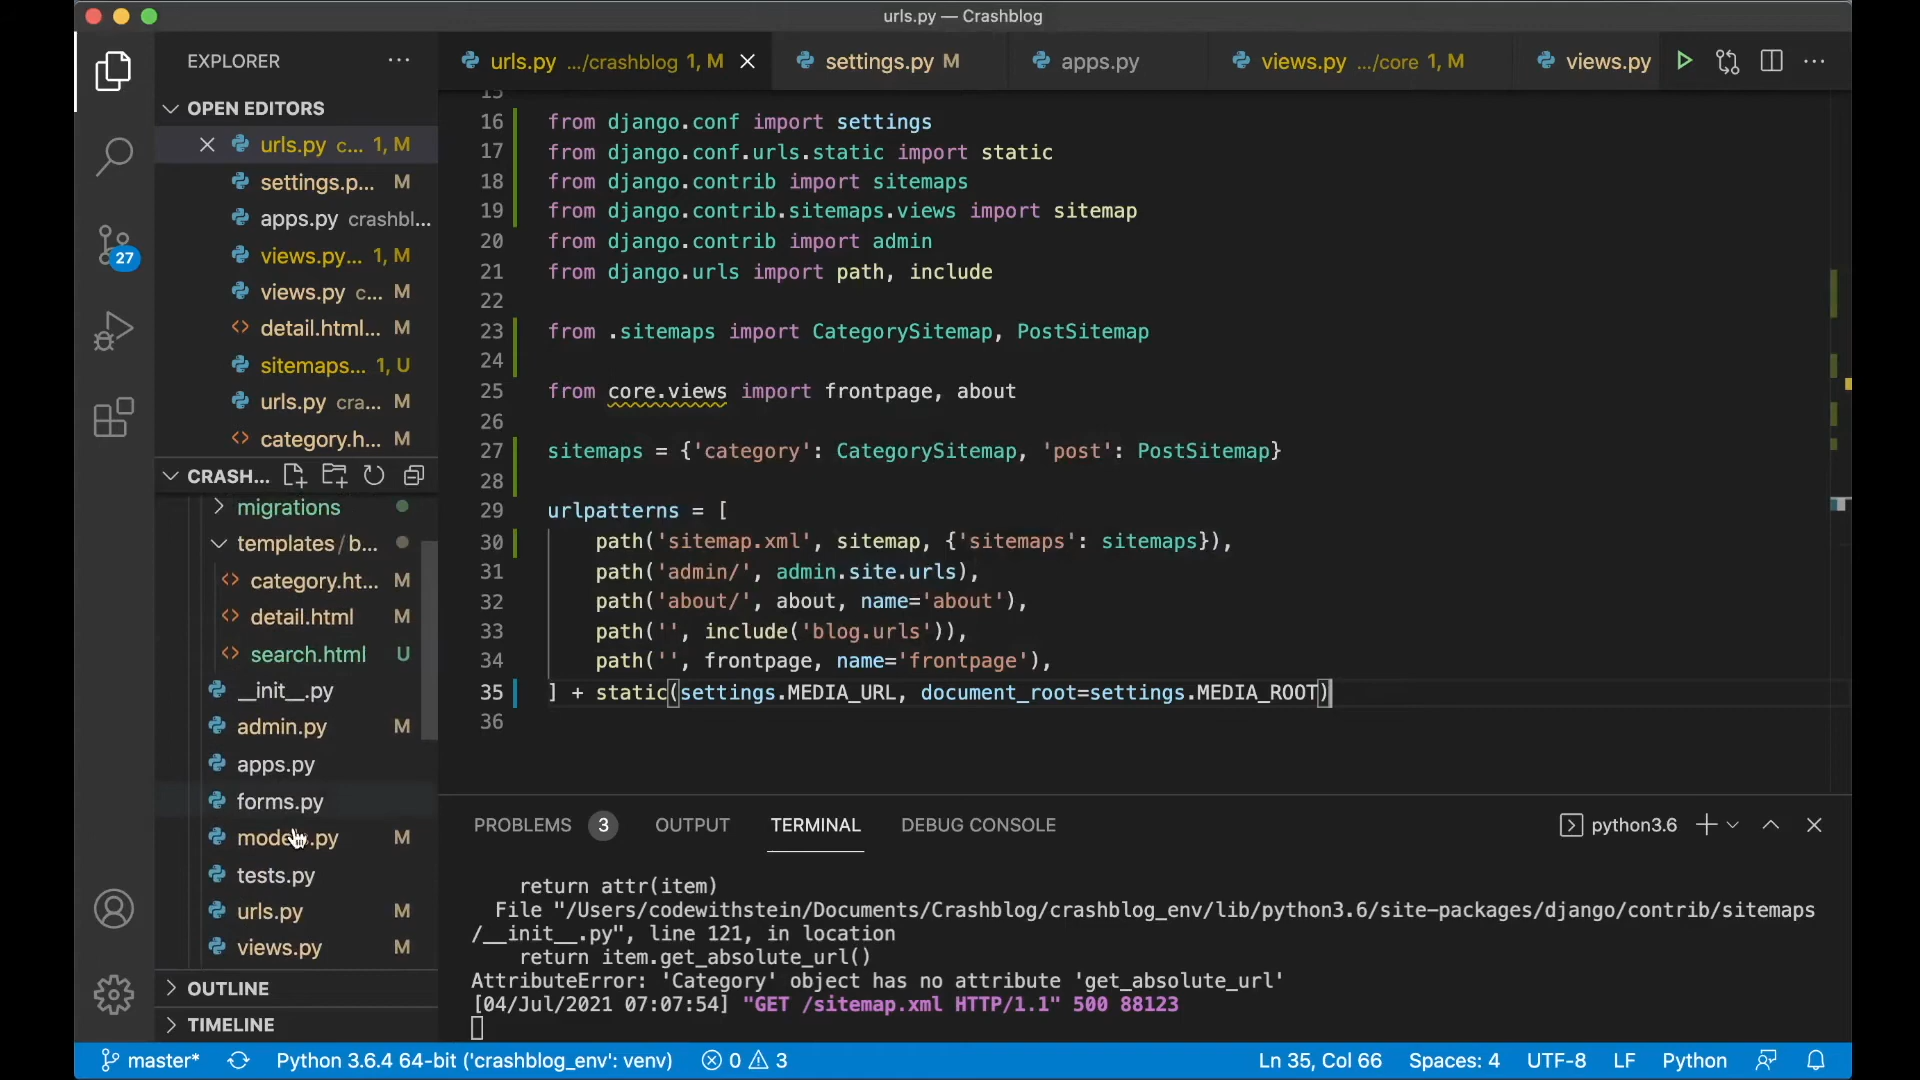 urls.py — Crashblog
EXPLORER
OPEN EDITORS
urls.py c... 1, M
settings.p... M
apps.py crashbl...
views.py... 1, M
views.py c... M
detail.html... M
sitemaps... 1, U
urls.py cra... M
category.h... M
CRASH...
migrations
templates/b...
category.ht... M
detail.html M
search.html U
__init__.py
admin.py M
apps.py
forms.py
M
tests.py
urls.py M
views.py M
OUTLINE
TIMELINE
27
urls.py .../crashblog 1, M
settings.py M
apps.py
views.py .../core 1, M
views.py
15
16 from django.conf import settings
17 from django.conf.urls.static import static
18 from django.contrib import sitemaps
19 from django.contrib.sitemaps.views import sitemap
20 from django.contrib import admin
21 from django.urls import path, include
22
23 from .sitemaps import CategorySitemap, PostSitemap
24
25 from core.views import frontpage, about
26
27 sitemaps = {'category': CategorySitemap, 'post': PostSitemap}
28
29 urlpatterns = [
30 path('sitemap.xml', sitemap, {'sitemaps': sitemaps}),
31 path('admin/', admin.site.urls),
32 path('about/', about, name='about'),
33 path('', include('blog.urls')),
34 path('', frontpage, name='frontpage'),
35 ] + static(settings.MEDIA_URL, document_root=settings.MEDIA_ROOT)
36
PROBLEMS 3 OUTPUT TERMINAL DEBUG CONSOLE
python3.6
return attr(item)
File "/Users/codewithstein/Documents/Crashblog/crashblog_env/lib/python3.6/site-packages/django/contrib/sitemaps
/__init__.py", line 121, in location
return item.get_absolute_url()
AttributeError: 'Category' object has no attribute 'get_absolute_url'
[04/Jul/2021 07:07:54] "GET /sitemap.xml HTTP/1.1" 500 88123
master* Python 3.6.4 64-bit ('crashblog_env': venv) 0 3 Ln 35, Col 66 Spaces: 4 UTF-8 LF Python